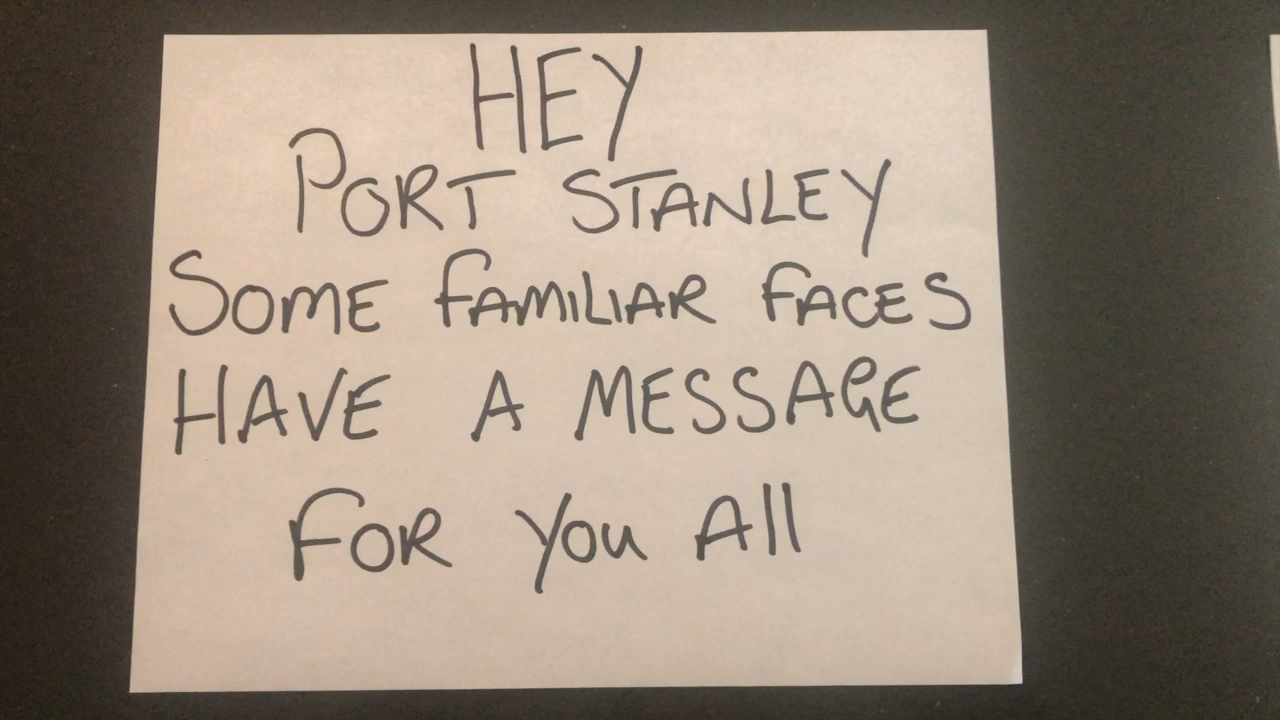 HEY
PORT STANLEY
SOME FAMILIAR FACES
HAVE A MESSAGE
FOR YOU All